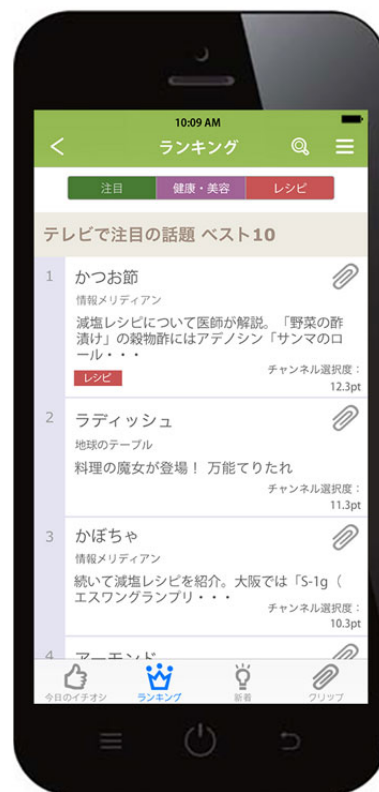 10:09 AM
ランキング
注目 健康・美容 レシピ
テレビで注目の話題 ベスト10
1 かつお節
情報メリディアン
減塩レシピについて医師が解説。「野菜の酢
漬け」の穀物酢にはアデノシン「サンマのロ
ール・・・
レシピ
チャンネル選択度：
12.3pt
2 ラディッシュ
地球のテーブル
料理の魔女が登場！ 万能てりたれ
チャンネル選択度：
11.3pt
3 かぼちゃ
情報メリディアン
続いて減塩レシピを紹介。大阪では「S-1g（
エスワングランプリ・・・
チャンネル選択度：
10.3pt
4 アーモンド
今日のイチオシ ランキング 新着 クリップ